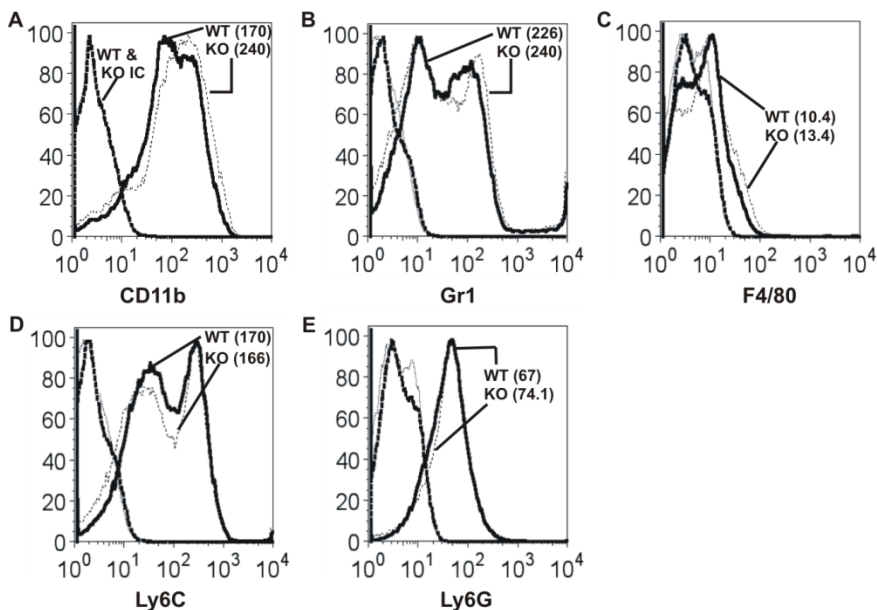 A
100
80
60
40
20
0
WT (170)
KO (240)
WT &
KO IC
10^0 10^1 10^2 10^3 10^4
CD11b
B
100
80
60
40
20
0
WT (226)
KO (240)
10^0 10^1 10^2 10^3 10^4
Gr1
C
100
80
60
40
20
0
WT (10.4)
KO (13.4)
10^0 10^1 10^2 10^3 10^4
F4/80
D
100
80
60
40
20
0
WT (170)
KO (166)
10^0 10^1 10^2 10^3 10^4
Ly6C
E
100
80
60
40
20
0
WT (67)
KO (74.1)
10^0 10^1 10^2 10^3 10^4
Ly6G